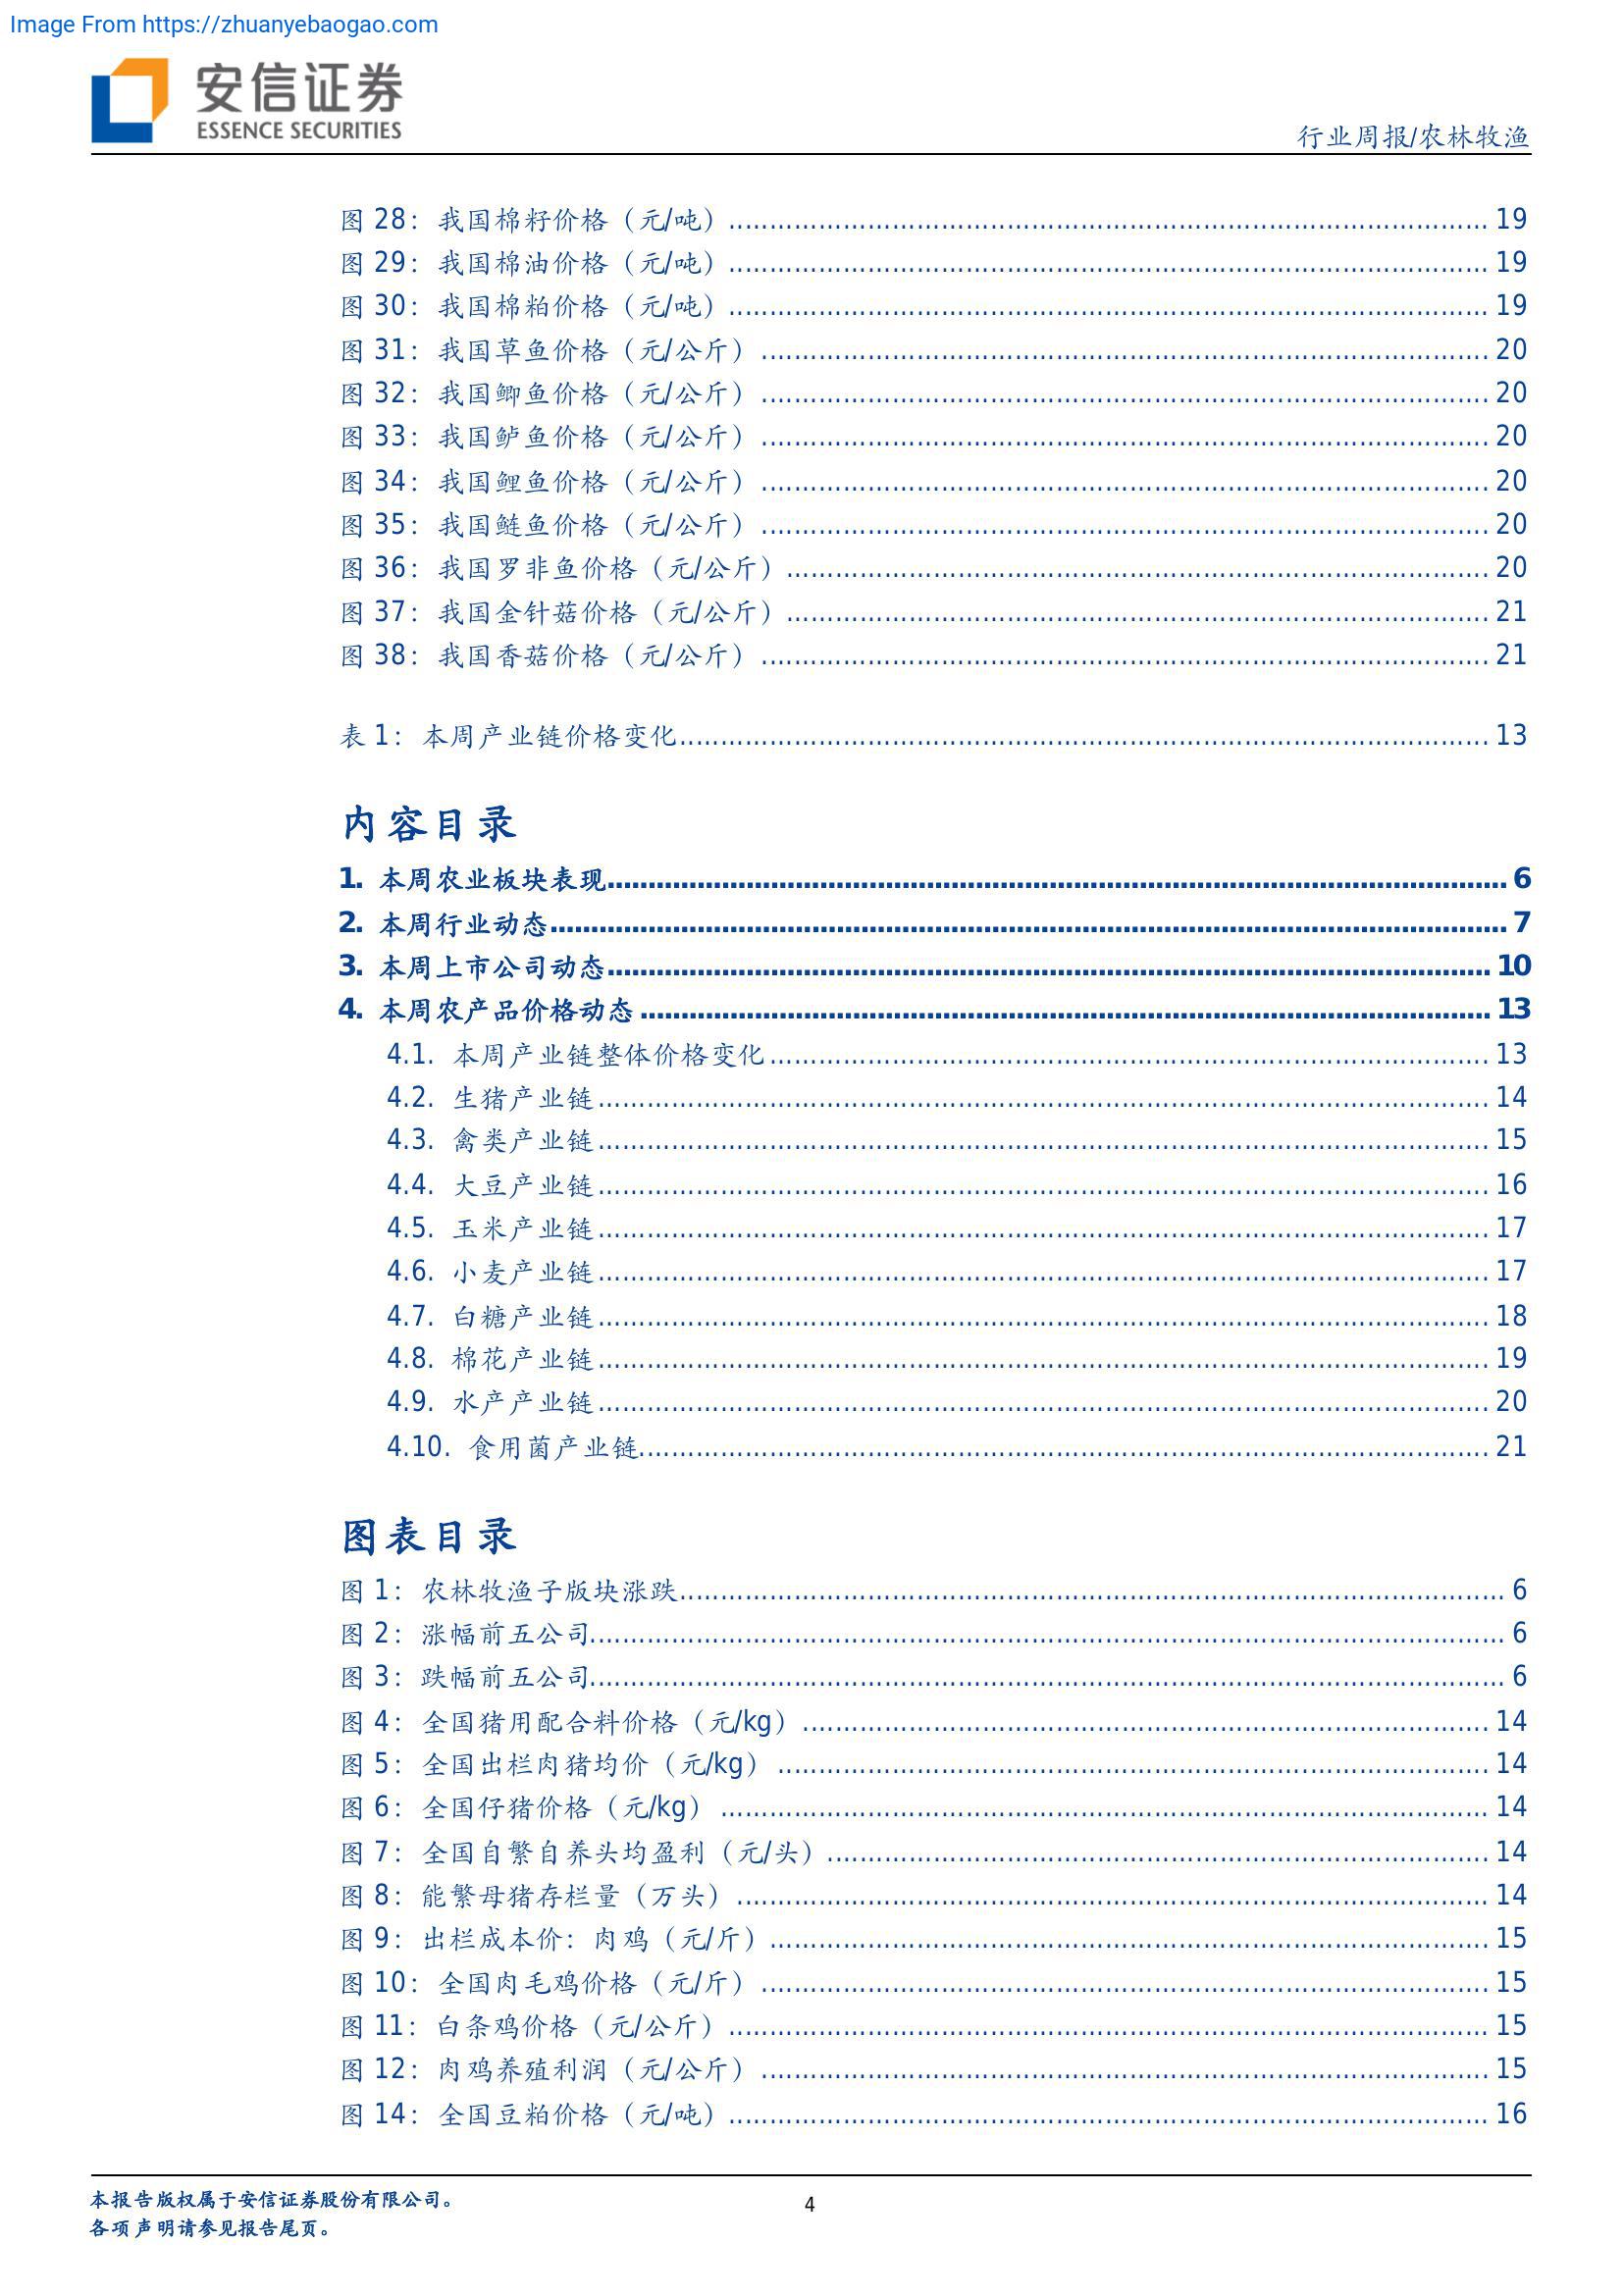 Image From https://zhuanyebaogao.com
安信证券
ESSENCE SECURITIES
行业周报/农林牧渔
图 28：我国棉籽价格（元/吨）......19
图 29：我国棉油价格（元/吨）......19
图 30：我国棉粕价格（元/吨）......19
图 31：我国草鱼价格（元/公斤）......20
图 32：我国鲫鱼价格（元/公斤）......20
图 33：我国鲈鱼价格（元/公斤）......20
图 34：我国鲤鱼价格（元/公斤）......20
图 35：我国鲢鱼价格（元/公斤）......20
图 36：我国罗非鱼价格（元/公斤）......20
图 37：我国金针菇价格（元/公斤）......21
图 38：我国香菇价格（元/公斤）......21
表 1：本周产业链价格变化......13
内容目录
1. 本周农业板块表现......6
2. 本周行业动态......7
3. 本周上市公司动态......10
4. 本周农产品价格动态......13
4.1. 本周产业链整体价格变化......13
4.2. 生猪产业链......14
4.3. 禽类产业链......15
4.4. 大豆产业链......16
4.5. 玉米产业链......17
4.6. 小麦产业链......17
4.7. 白糖产业链......18
4.8. 棉花产业链......19
4.9. 水产产业链......20
4.10. 食用菌产业链......21
图表目录
图 1：农林牧渔子版块涨跌......6
图 2：涨幅前五公司......6
图 3：跌幅前五公司......6
图 4：全国猪用配合料价格（元/kg）......14
图 5：全国出栏肉猪均价（元/kg）......14
图 6：全国仔猪价格（元/kg）......14
图 7：全国自繁自养头均盈利（元/头）......14
图 8：能繁母猪存栏量（万头）......14
图 9：出栏成本价：肉鸡（元/斤）......15
图 10：全国肉毛鸡价格（元/斤）......15
图 11：白条鸡价格（元/公斤）......15
图 12：肉鸡养殖利润（元/公斤）......15
图 14：全国豆粕价格（元/吨）......16
本报告版权属于安信证券股份有限公司。
各项声明请参见报告尾页。
4